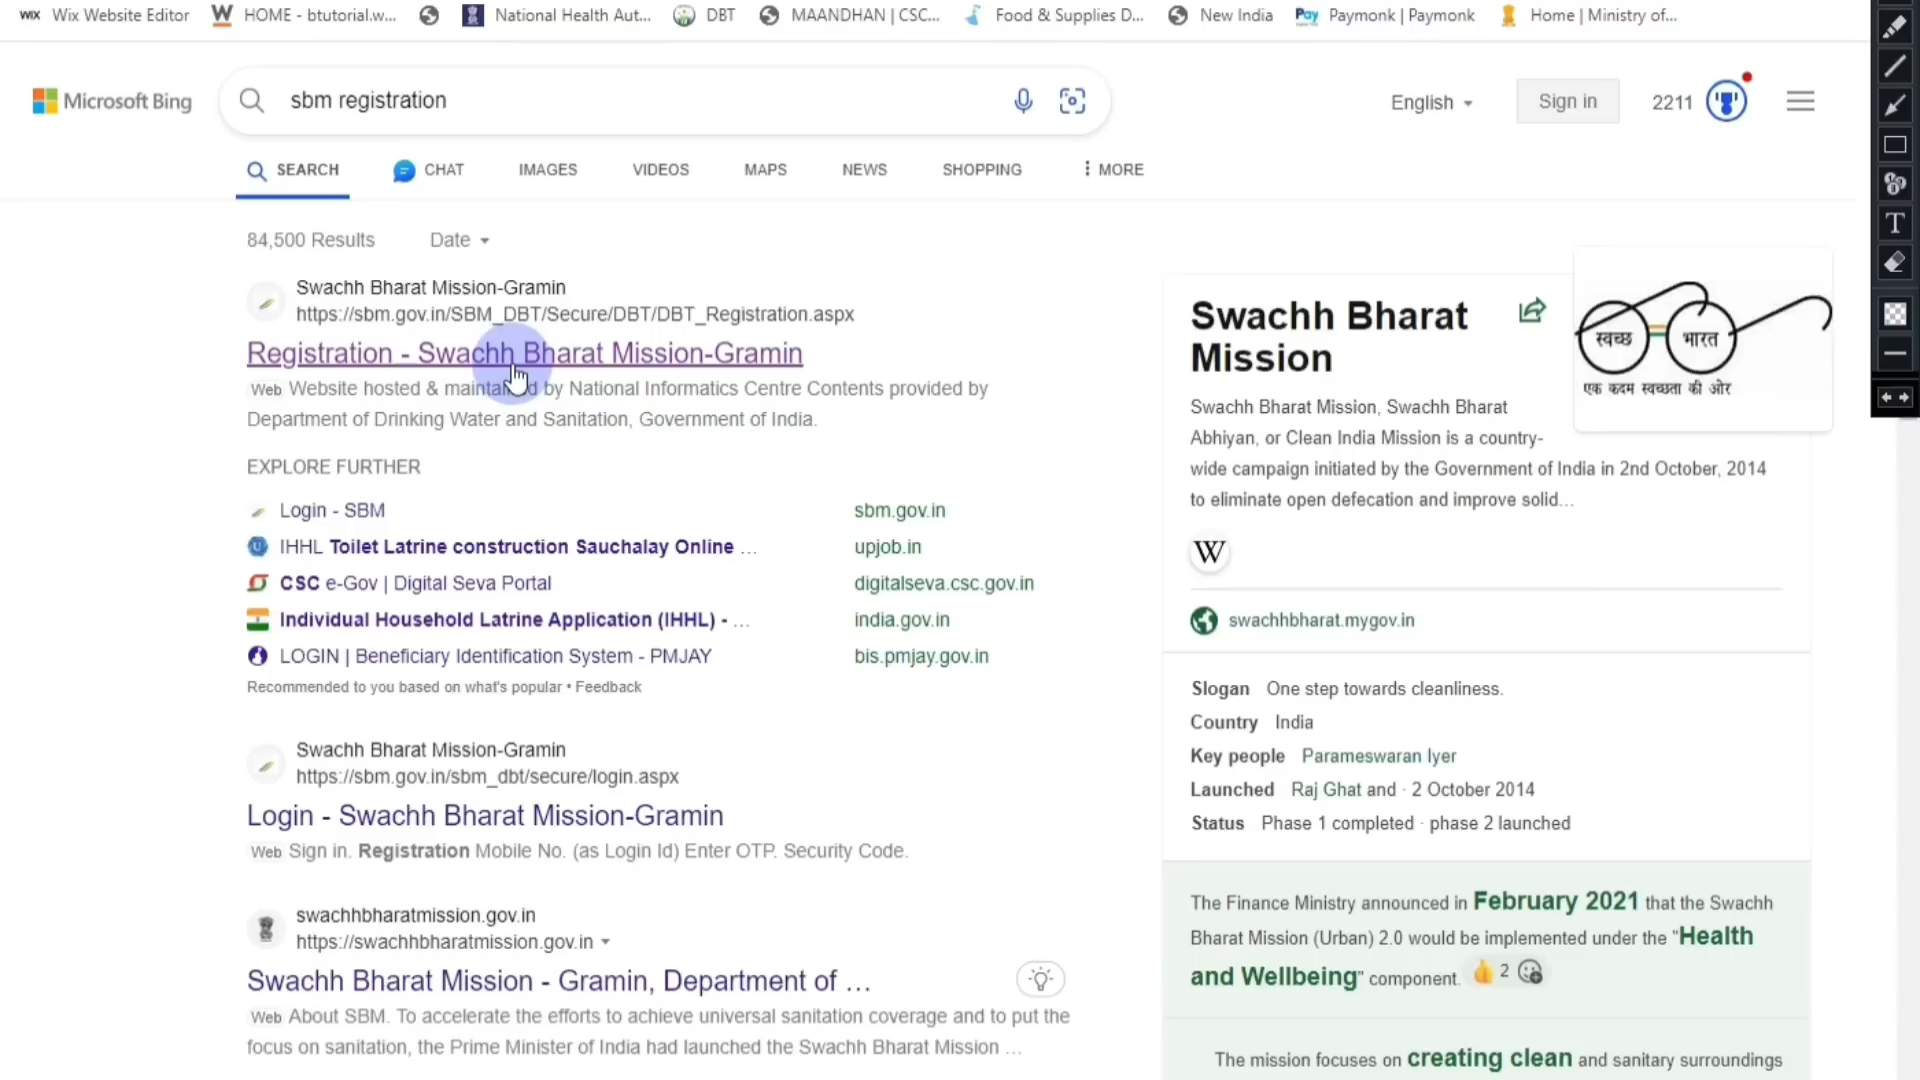 WIX Wix Website Editor
W HOME - btutorial.w...
National Health Aut...
DBT
MAANDHAN | CSC...
Food & Supplies D...
New India
Pay Paymonk | Paymonk
Home | Ministry of...
Microsoft Bing
sbm registration
English
Sign in
2211
SEARCH
CHAT
IMAGES
VIDEOS
MAPS
NEWS
SHOPPING
MORE
84,500 Results
Date
Swachh Bharat Mission-Gramin
https://sbm.gov.in/SBM_DBT/Secure/DBT/DBT_Registration.aspx
Registration - Swachh Bharat Mission-Gramin
Web Website hosted & maintained by National Informatics Centre Contents provided by
Department of Drinking Water and Sanitation, Government of India.
EXPLORE FURTHER
Login - SBM sbm.gov.in
IHHL Toilet Latrine construction Sauchalay Online ... upjob.in
CSC e-Gov | Digital Seva Portal digitalseva.csc.gov.in
Individual Household Latrine Application (IHHL) - ... india.gov.in
LOGIN | Beneficiary Identification System - PMJAY bis.pmjay.gov.in
Recommended to you based on what's popular • Feedback
Swachh Bharat Mission-Gramin
https://sbm.gov.in/sbm_dbt/secure/login.aspx
Login - Swachh Bharat Mission-Gramin
Web Sign in. Registration Mobile No. (as Login Id) Enter OTP. Security Code.
swachhbharatmission.gov.in
https://swachhbharatmission.gov.in
Swachh Bharat Mission - Gramin, Department of ...
Web About SBM. To accelerate the efforts to achieve universal sanitation coverage and to put the
focus on sanitation, the Prime Minister of India had launched the Swachh Bharat Mission ...
Swachh Bharat
Mission
स्वच्छ
भारत
एक कदम स्वच्छता की ओर
Swachh Bharat Mission, Swachh Bharat
Abhiyan, or Clean India Mission is a country-
wide campaign initiated by the Government of India in 2nd October, 2014
to eliminate open defecation and improve solid...
W
swachhbharat.mygov.in
Slogan One step towards cleanliness.
Country India
Key people Parameswaran Iyer
Launched Raj Ghat and · 2 October 2014
Status Phase 1 completed · phase 2 launched
The Finance Ministry announced in February 2021 that the Swachh
Bharat Mission (Urban) 2.0 would be implemented under the "Health
and Wellbeing" component. 👍 2
The mission focuses on creating clean and sanitary surroundings
T